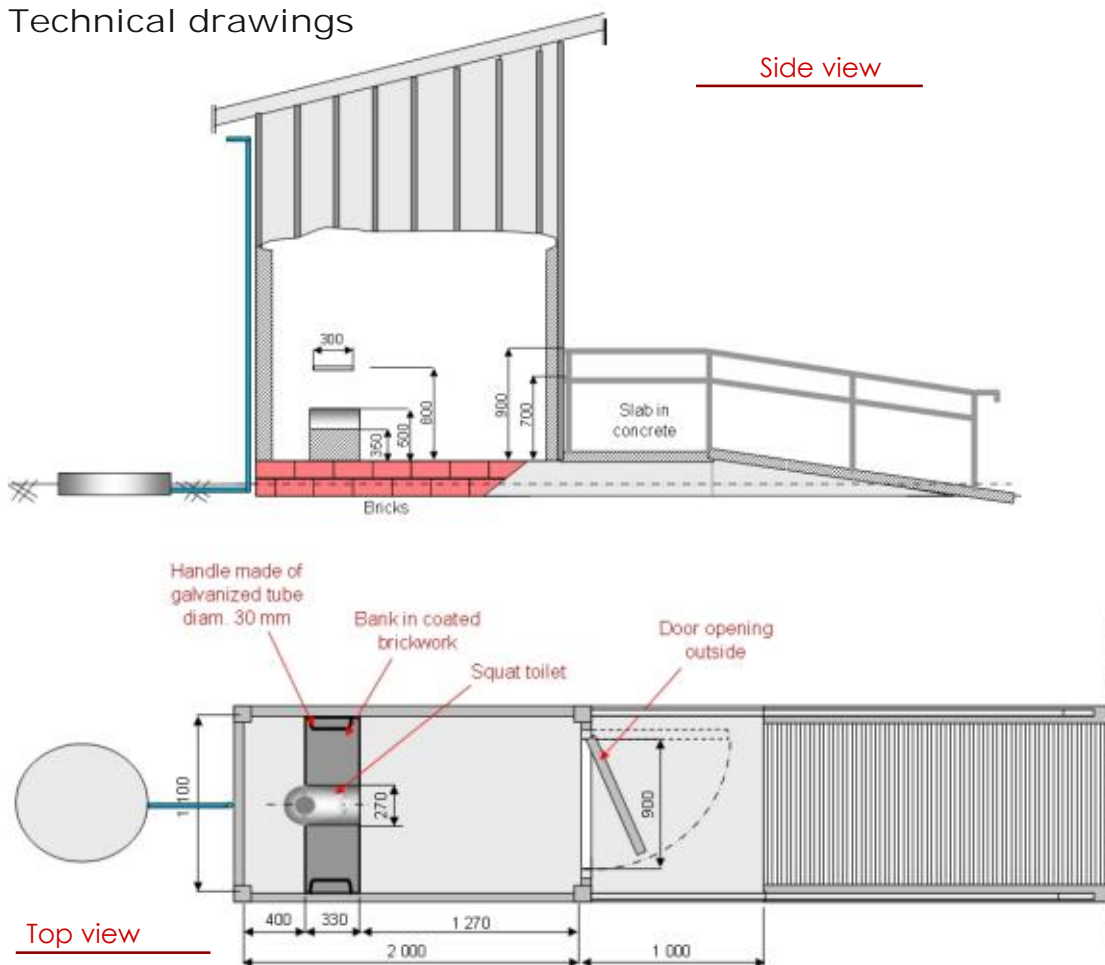 Technical drawings
Side view
300
350
500
800
900
700
Slab in
concrete
Bricks
Handle made of
galvanized tube
diam. 30 mm
Bank in coated
brickwork
Squat toilet
Door opening
outside
1 100
270
900
400
330
1 270
2 000
1 000
Top view